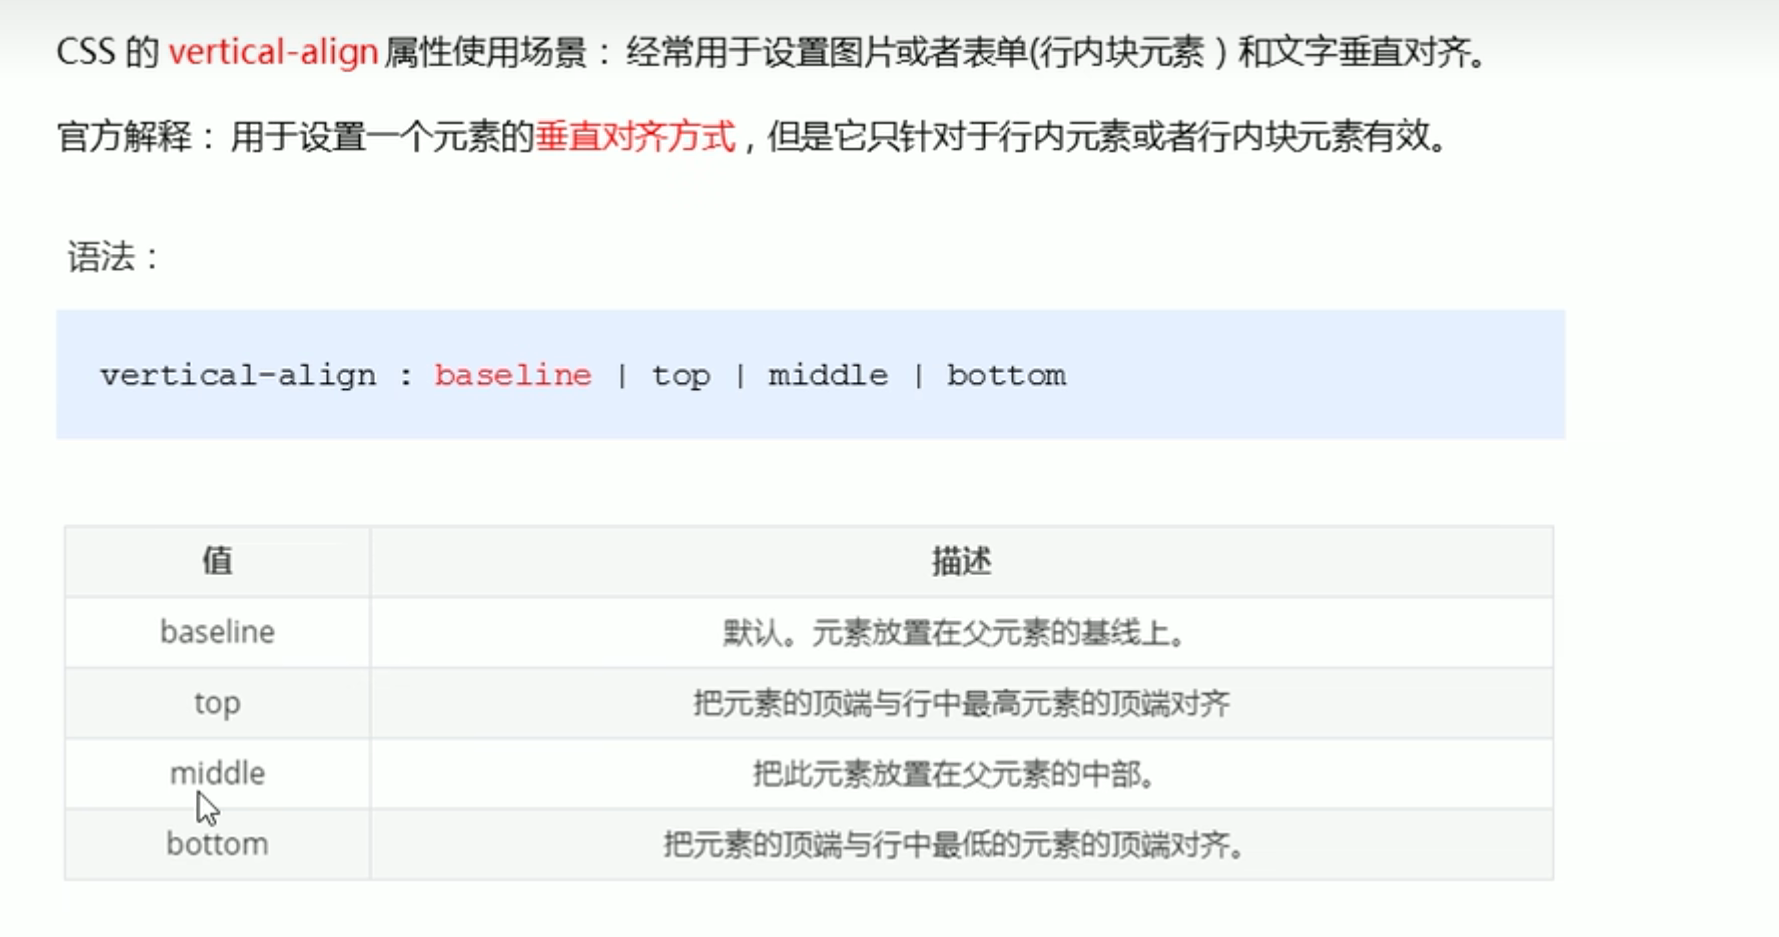 CSS 的 vertical-align 属性使用场景：经常用于设置图片或者表单(行内块元素）和文字垂直对齐。
官方解释：用于设置一个元素的垂直对齐方式，但是它只针对于行内元素或者行内块元素有效。
语法：
vertical-align : baseline | top | middle | bottom
值 描述
baseline 默认。元素放置在父元素的基线上。
top 把元素的顶端与行中最高元素的顶端对齐
middle 把此元素放置在父元素的中部。
bottom 把元素的顶端与行中最低的元素的顶端对齐。